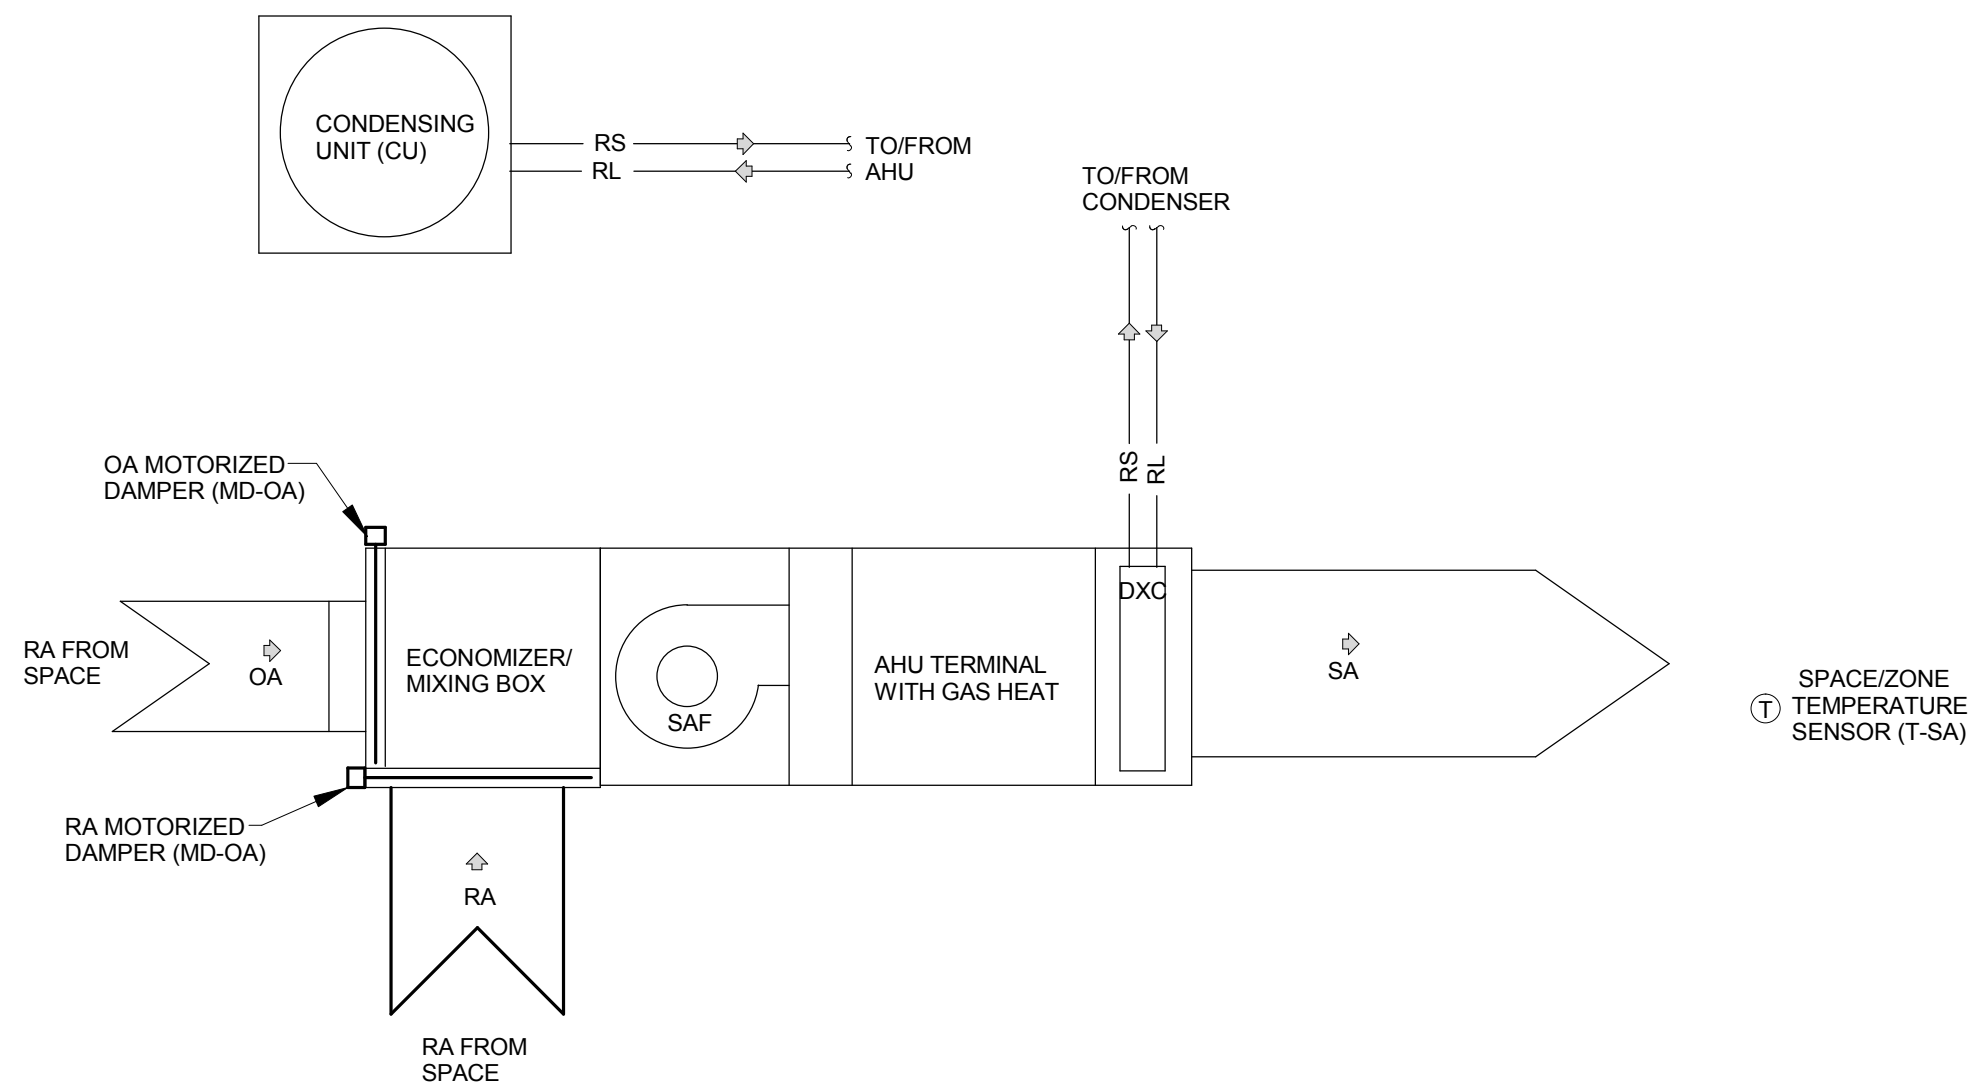 CONDENSING
UNIT (CU)
RS
RL
TO/FROM
AHU
TO/FROM
CONDENSER
RS
RL
OA MOTORIZED
DAMPER (MD-OA)
DXC
RA FROM
SPACE
OA
ECONOMIZER/
MIXING BOX
SAF
AHU TERMINAL
WITH GAS HEAT
SA
T
SPACE/ZONE
TEMPERATURE
SENSOR (T-SA)
RA MOTORIZED
DAMPER (MD-OA)
RA
RA FROM
SPACE